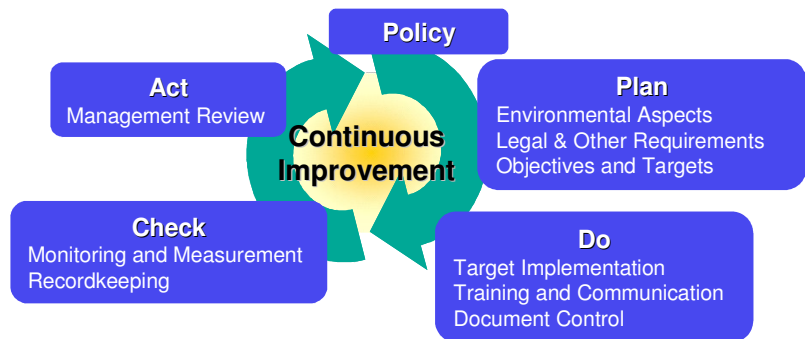 Policy
Act
Management Review
Plan
Environmental Aspects
Legal & Other Requirements
Objectives and Targets
Continuous
Improvement
Check
Monitoring and Measurement
Recordkeeping
Do
Target Implementation
Training and Communication
Document Control